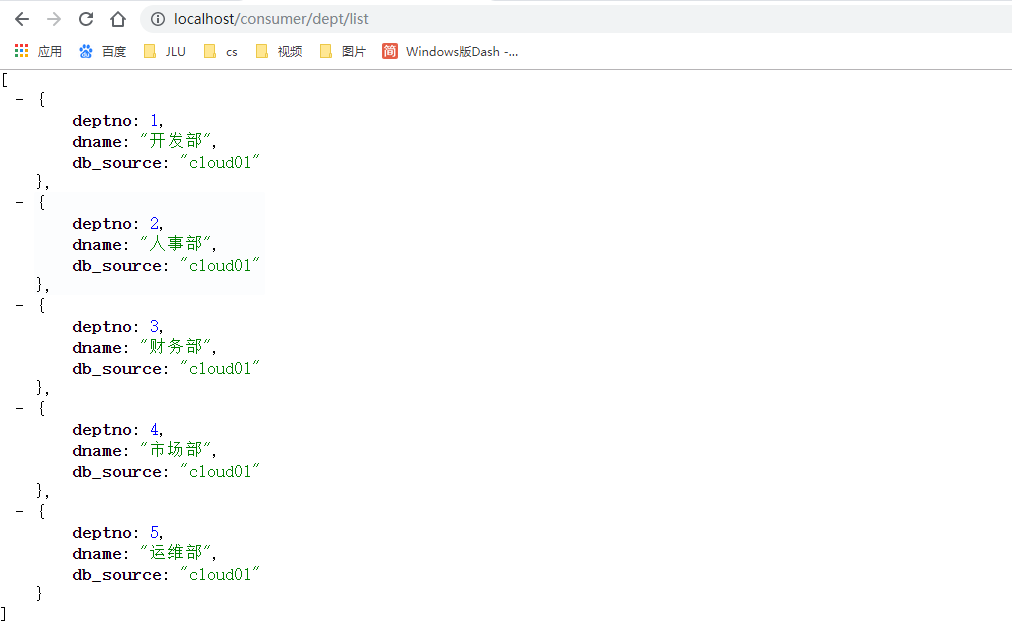 localhost/consumer/dept/list
应用 百度 JLU cs 视频 图片 简 Windows版Dash -...
[
- {
deptno: 1,
dname: "开发部",
db_source: "cloud01"
},
- {
deptno: 2,
dname: "人事部",
db_source: "cloud01"
},
- {
deptno: 3,
dname: "财务部",
db_source: "cloud01"
},
- {
deptno: 4,
dname: "市场部",
db_source: "cloud01"
},
- {
deptno: 5,
dname: "运维部",
db_source: "cloud01"
}
]